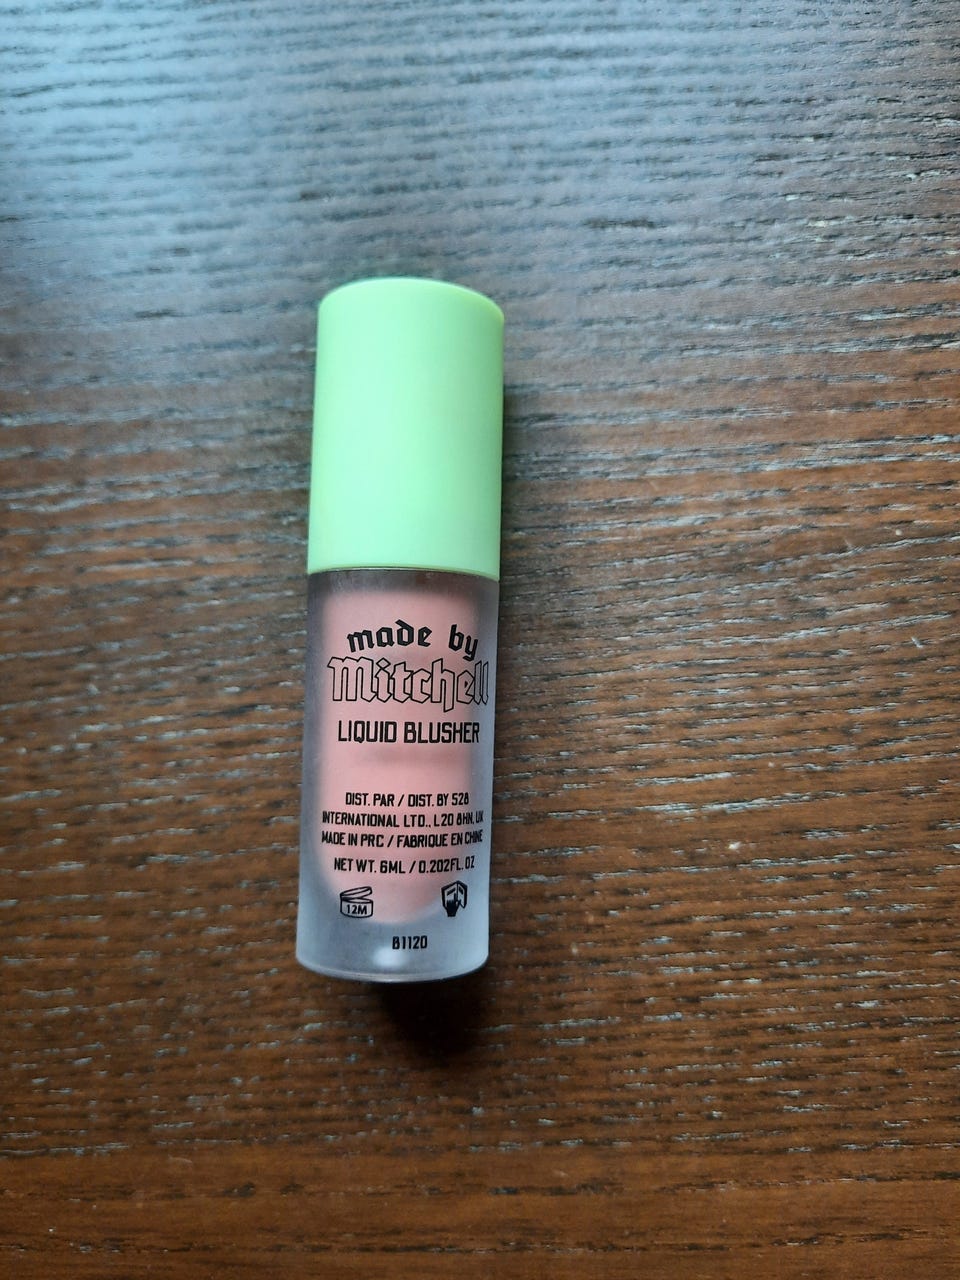 made by
Mitchell
LIQUID BLUSHER
DIST. PAR / DIST. BY 528
INTERNATIONAL LTD., L20 8HN, UK
MADE IN PRC / FABRIQUE EN CHINE
NET WT. 6ML / 0.202FL. OZ
12M
B1120